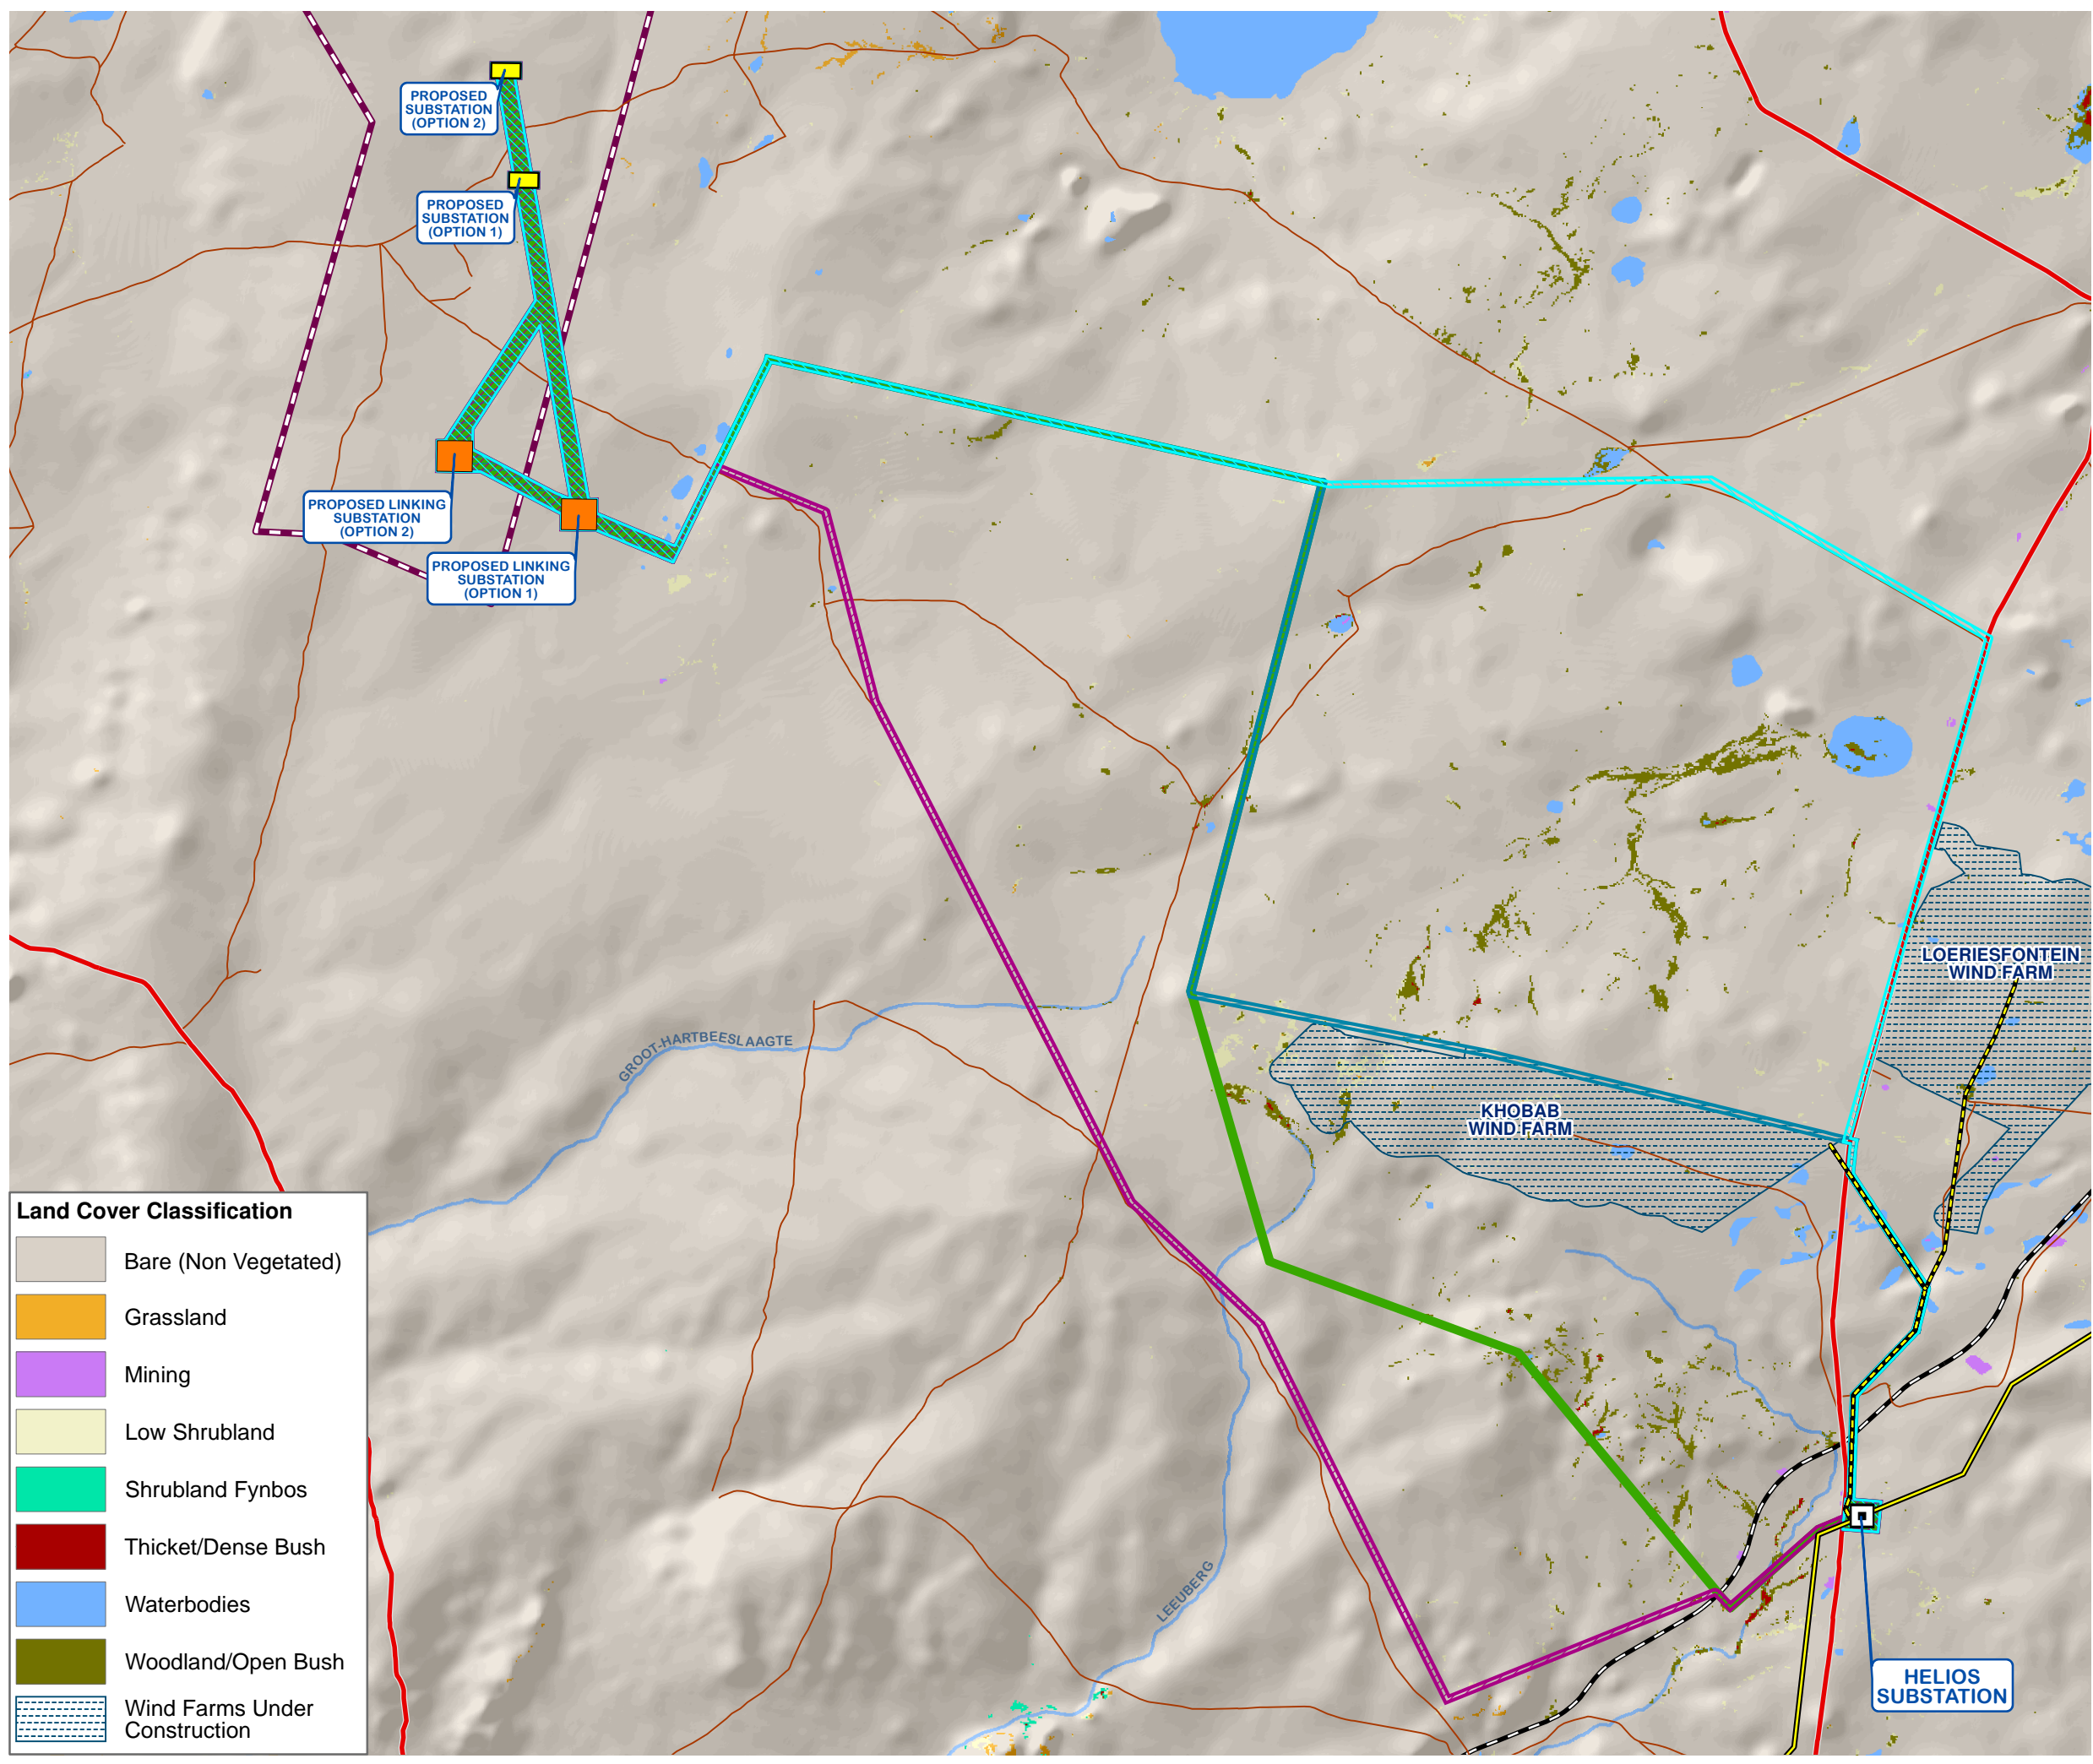 PROPOSED
SUBSTATION
(OPTION 2)
PROPOSED
SUBSTATION
(OPTION 1)
PROPOSED LINKING
SUBSTATION
(OPTION 2)
PROPOSED LINKING
SUBSTATION
(OPTION 1)
LOERIESFONTEIN
WIND FARM
GROOT-HARTBEESLAAGTE
KHOBAB
WIND FARM
LEEUBERG
HELIOS
SUBSTATION
Land Cover Classification
Bare (Non Vegetated)
Grassland
Mining
Low Shrubland
Shrubland Fynbos
Thicket/Dense Bush
Waterbodies
Woodland/Open Bush
Wind Farms Under
Construction